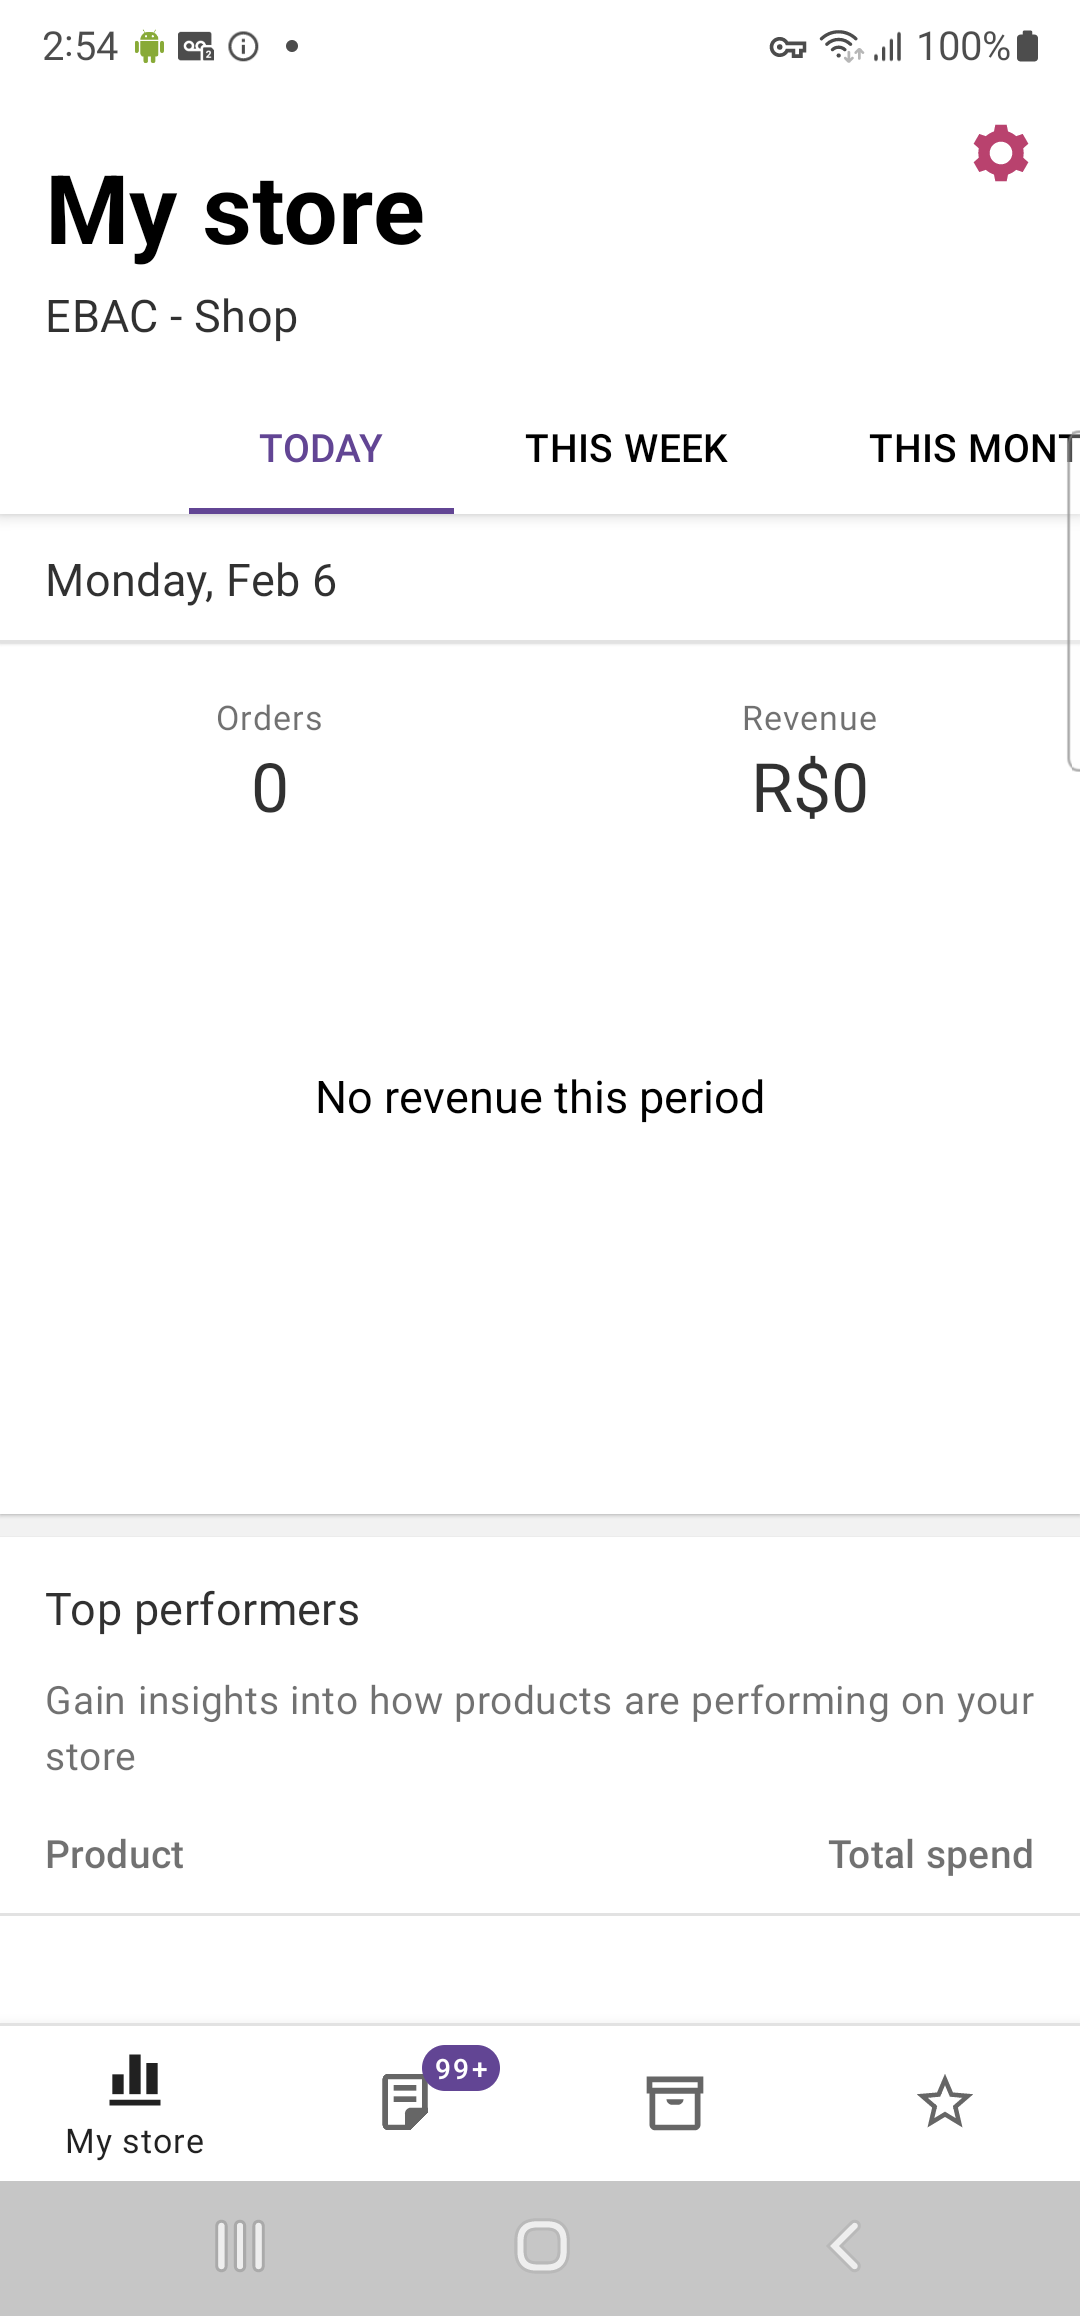 2:54
100%
My store
EBAC - Shop
TODAY
THIS WEEK
THIS MONT
Monday, Feb 6
Orders
Revenue
0
R$0
No revenue this period
Top performers
Gain insights into how products are performing on your
store
Product
Total spend
99+
My store